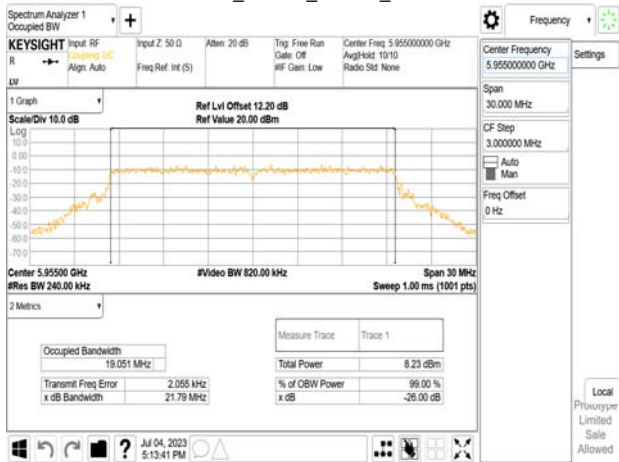 Spectrum Analyzer 1
Occupied BW
Frequency
KEYSIGHT
Input: RF
Coupling: DC
Align: Auto
Input Z: 50 Ω
Freq Ref: Int (S)
Atten: 20 dB
Trig: Free Run
Gate: Off
#IF Gain: Low
Center Freq: 5.955000000 GHz
Avg|Hold: 10/10
Radio Std: None
R
LXI
Center Frequency
5.955000000 GHz
Settings
Span
30.000 MHz
CF Step
3.000000 MHz
Auto
Man
Freq Offset
0 Hz
1 Graph
Ref Lvl Offset 12.20 dB
Scale/Div 10.0 dB
Ref Value 20.00 dBm
Log
10.0
0.00
-10.0
-20.0
-30.0
-40.0
-50.0
-60.0
-70.0
Center 5.95500 GHz
#Video BW 820.00 kHz
Span 30 MHz
#Res BW 240.00 kHz
Sweep 1.00 ms (1001 pts)
2 Metrics
Measure Trace
Trace 1
Occupied Bandwidth
19.051 MHz
Total Power
8.23 dBm
Transmit Freq Error
2.055 kHz
% of OBW Power
99.00 %
x dB Bandwidth
21.79 MHz
x dB
-26.00 dB
Local
Prototype
Limited
Sale
Allowed
?
Jul 04, 2023
5:13:41 PM